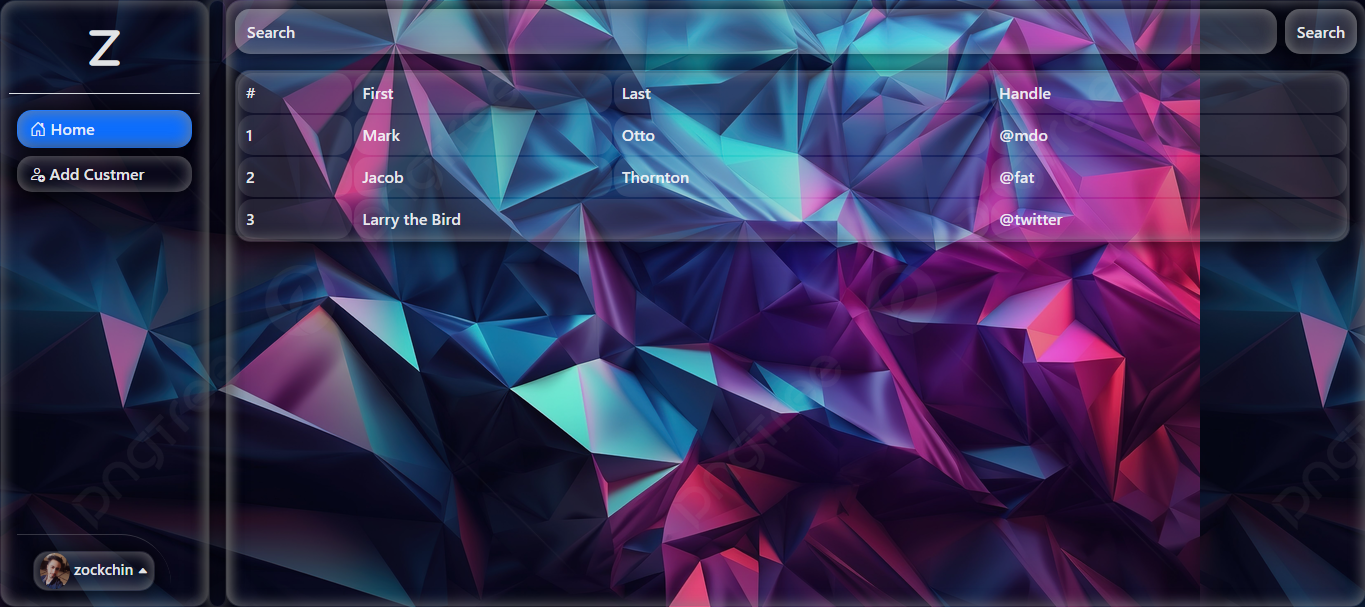 Z
Search Search
Home
Add Custmer
# First Last Handle
1 Mark Otto @mdo
2 Jacob Thornton @fat
3 Larry the Bird @twitter
zockchin
pngtree